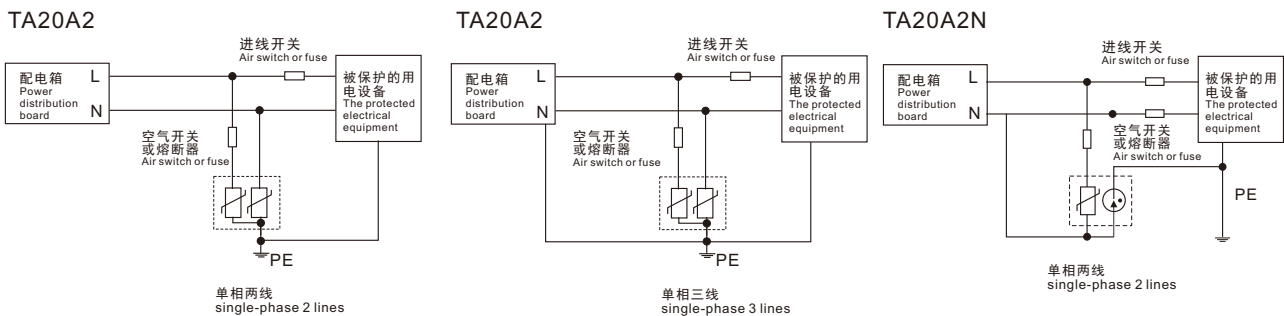 TA20A2
进线开关
Air switch or fuse
配电箱
Power
distribution
board
L
N
被保护的用
电设备
The protected
electrical
equipment
空气开关
或熔断器
Air switch or fuse
PE
单相两线
single-phase 2 lines
TA20A2
进线开关
Air switch or fuse
配电箱
Power
distribution
board
L
N
被保护的用
电设备
The protected
electrical
equipment
空气开关
或熔断器
Air switch or fuse
PE
单相三线
single-phase 3 lines
TA20A2N
进线开关
Air switch or fuse
配电箱
Power
distribution
board
L
N
被保护的用
电设备
The protected
electrical
equipment
空气开关
或熔断器
Air switch or fuse
PE
单相两线
single-phase 2 lines